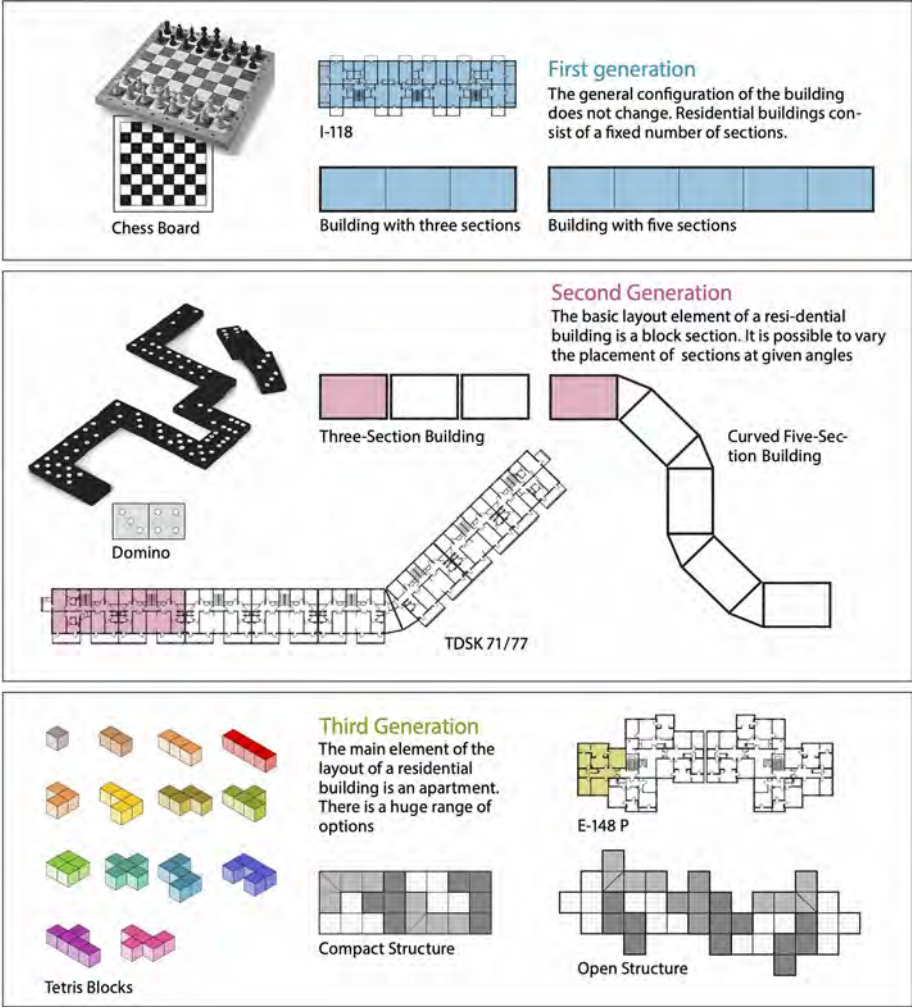 First generation
The general configuration of the building
does not change. Residential buildings con-
sist of a fixed number of sections.
I-118
Chess Board
Building with three sections
Building with five sections
Second Generation
The basic layout element of a resi-dential
building is a block section. It is possible to vary
the placement of sections at given angles
Three-Section Building
Curved Five-Sec-
tion Building
Domino
TDSK 71/77
Third Generation
The main element of the
layout of a residential
building is an apartment.
There is a huge range of
options
E-148 P
Compact Structure
Open Structure
Tetris Blocks